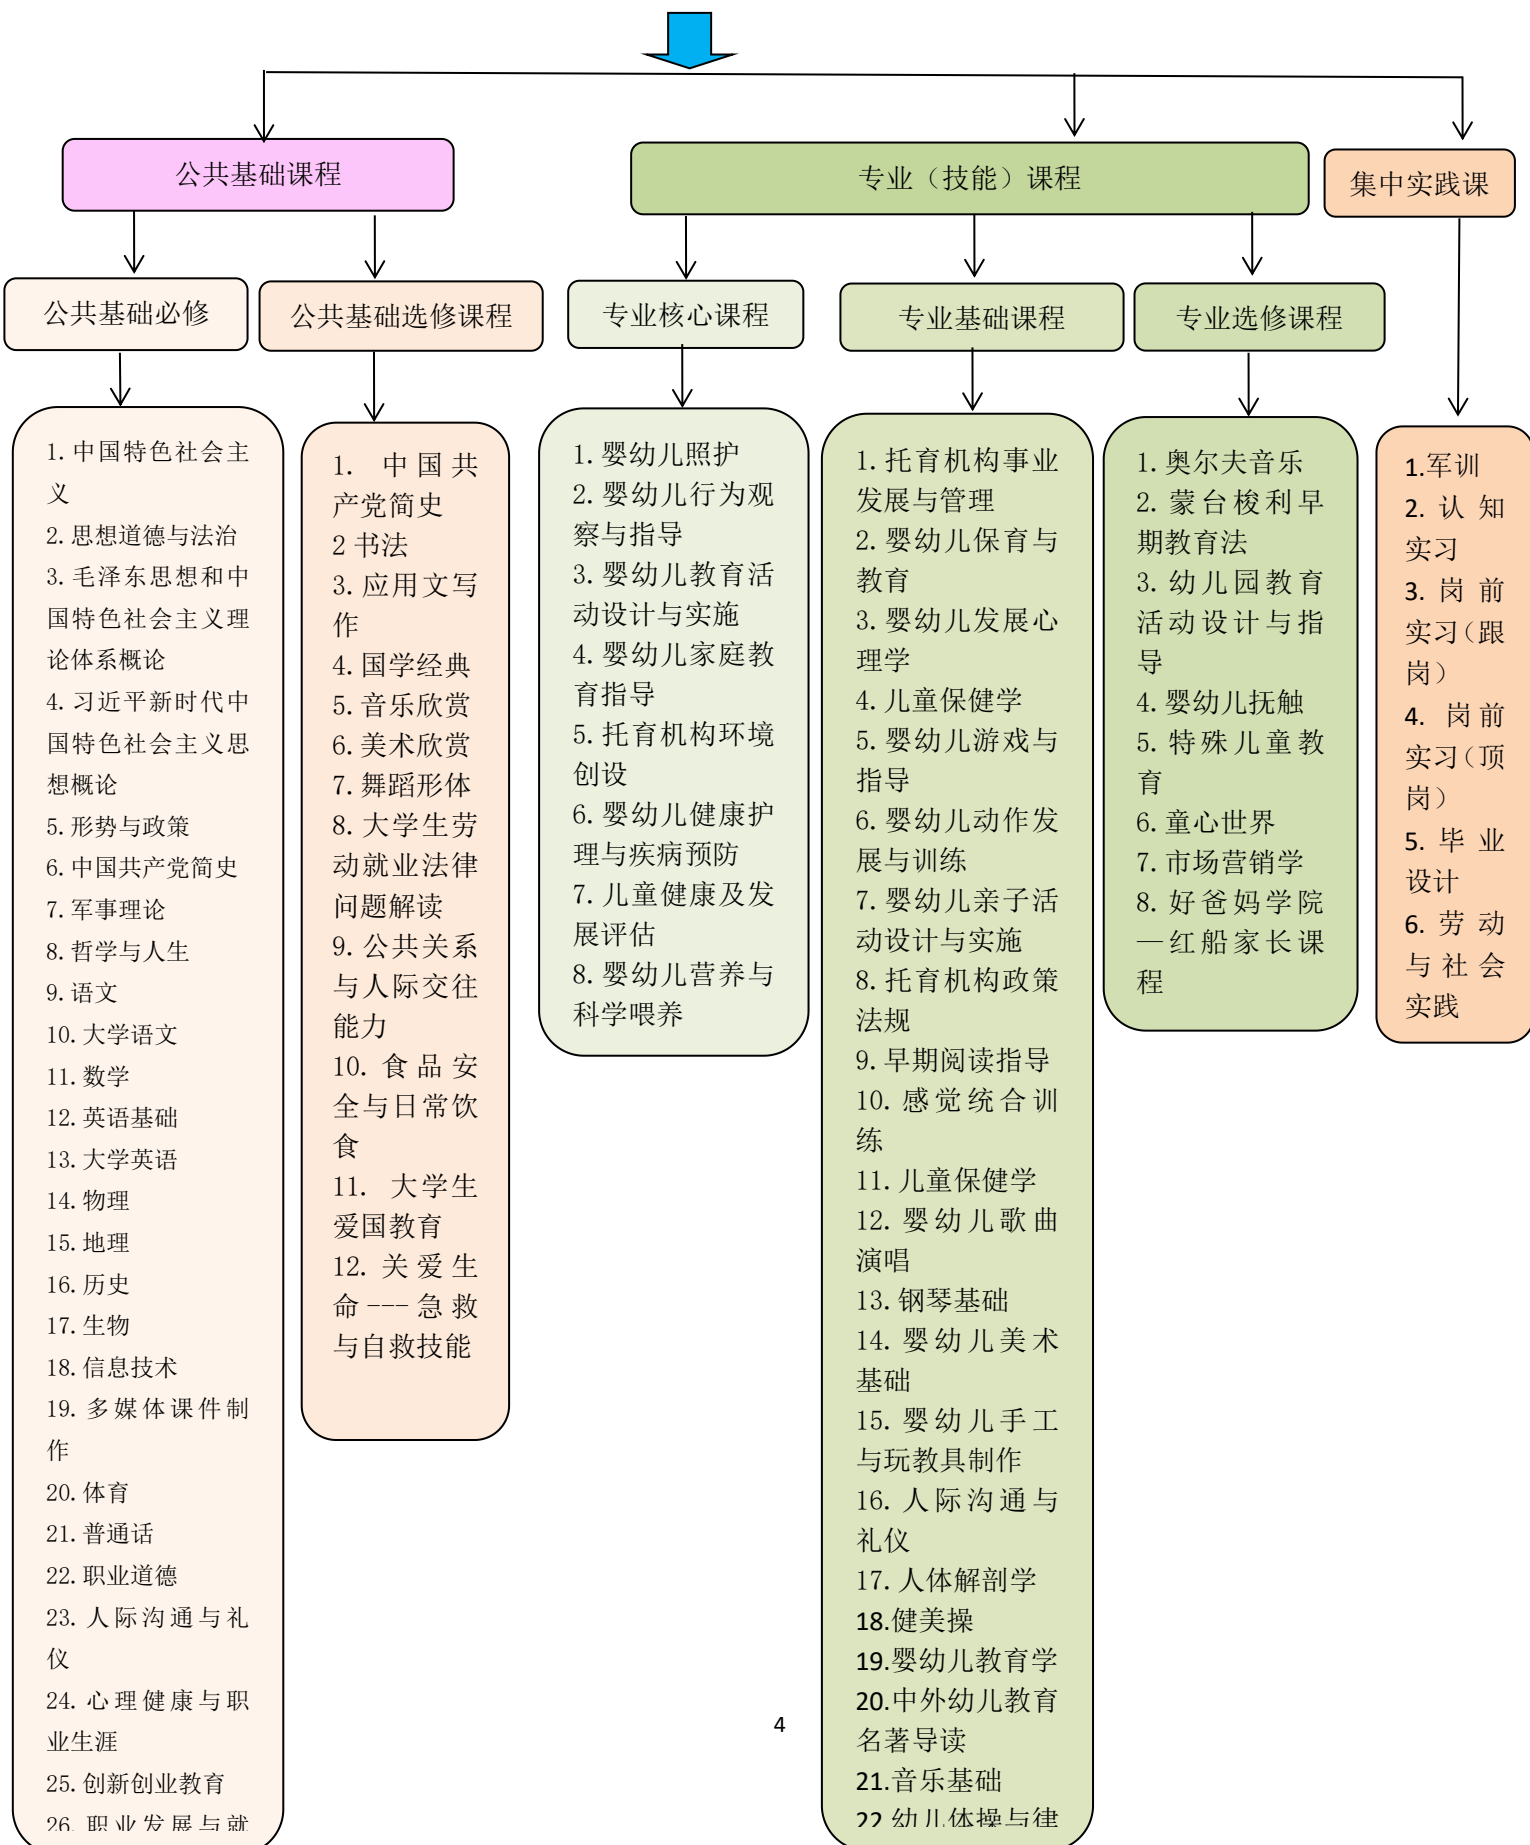 公共基础课程
专业（技能）课程
集中实践课
公共基础必修
公共基础选修课程
专业核心课程
专业基础课程
专业选修课程
1.中国特色社会主
义
2.思想道德与法治
3.毛泽东思想和中
国特色社会主义理
论体系概论
4.习近平新时代中
国特色社会主义思
想概论
5.形势与政策
6.中国共产党简史
7.军事理论
8.哲学与人生
9.语文
10.大学语文
11.数学
12.英语基础
13.大学英语
14.物理
15.地理
16.历史
17.生物
18.信息技术
19.多媒体课件制
作
20.体育
21.普通话
22.职业道德
23.人际沟通与礼
仪
24.心理健康与职
业生涯
25.创新创业教育
26.职业发展与就
1. 中国共
产党简史
2 书法
3.应用文写
作
4.国学经典
5.音乐欣赏
6.美术欣赏
7.舞蹈形体
8.大学生劳
动就业法律
问题解读
9.公共关系
与人际交往
能力
10.食品安
全与日常饮
食
11. 大学生
爱国教育
12.关爱生
命---急救
与自救技能
1.婴幼儿照护
2.婴幼儿行为观
察与指导
3.婴幼儿教育活
动设计与实施
4.婴幼儿家庭教
育指导
5.托育机构环境
创设
6.婴幼儿健康护
理与疾病预防
7.儿童健康及发
展评估
8.婴幼儿营养与
科学喂养
1.托育机构事业
发展与管理
2.婴幼儿保育与
教育
3.婴幼儿发展心
理学
4.儿童保健学
5.婴幼儿游戏与
指导
6.婴幼儿动作发
展与训练
7.婴幼儿亲子活
动设计与实施
8.托育机构政策
法规
9.早期阅读指导
10.感觉统合训
练
11.儿童保健学
12.婴幼儿歌曲
演唱
13.钢琴基础
14.婴幼儿美术
基础
15.婴幼儿手工
与玩教具制作
16.人际沟通与
礼仪
17.人体解剖学
18.健美操
19.婴幼儿教育学
20.中外幼儿教育
名著导读
21.音乐基础
22 幼儿体操与律
1.奥尔夫音乐
2.蒙台梭利早
期教育法
3.幼儿园教育
活动设计与指
导
4.婴幼儿抚触
5.特殊儿童教
育
6.童心世界
7.市场营销学
8.好爸妈学院
—红船家长课
程
1.军训
2.认知
实习
3.岗前
实习（跟
岗）
4. 岗前
实习（顶
岗）
5.毕业
设计
6.劳动
与社会
实践
4